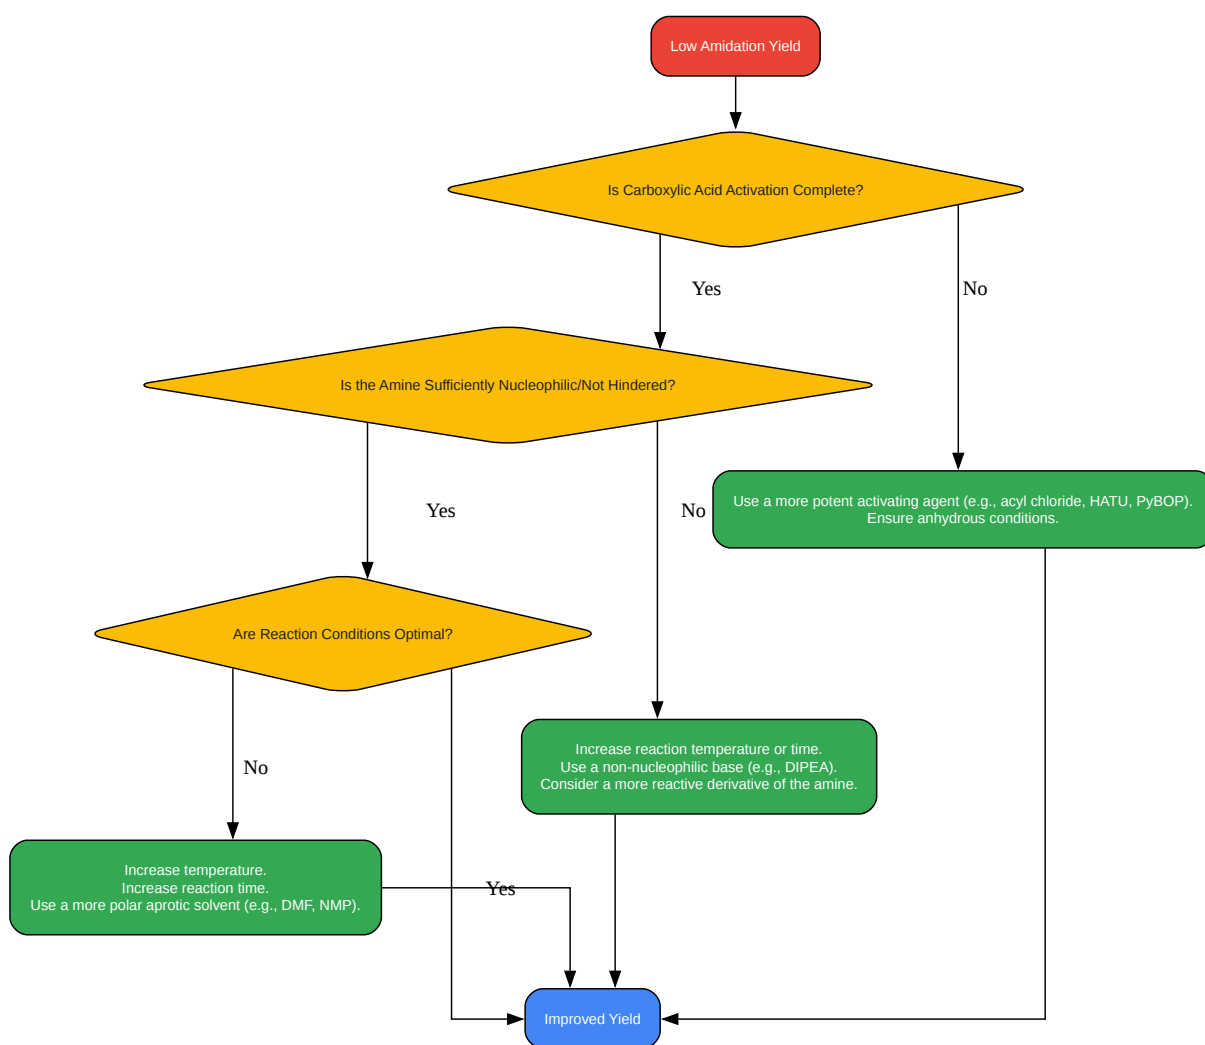 Low Amidation Yield
Is Carboxylic Acid Activation Complete?
Yes
No
Is the Amine Sufficiently Nucleophilic/Not Hindered?
Yes
No
Use a more potent activating agent (e.g., acyl chloride, HATU, PyBOP).
Ensure anhydrous conditions.
Are Reaction Conditions Optimal?
No
Increase reaction temperature or time.
Use a non-nucleophilic base (e.g., DIPEA).
Consider a more reactive derivative of the amine.
Increase temperature.
Increase reaction time.
Use a more polar aprotic solvent (e.g., DMF, NMP).
Yes
Improved Yield